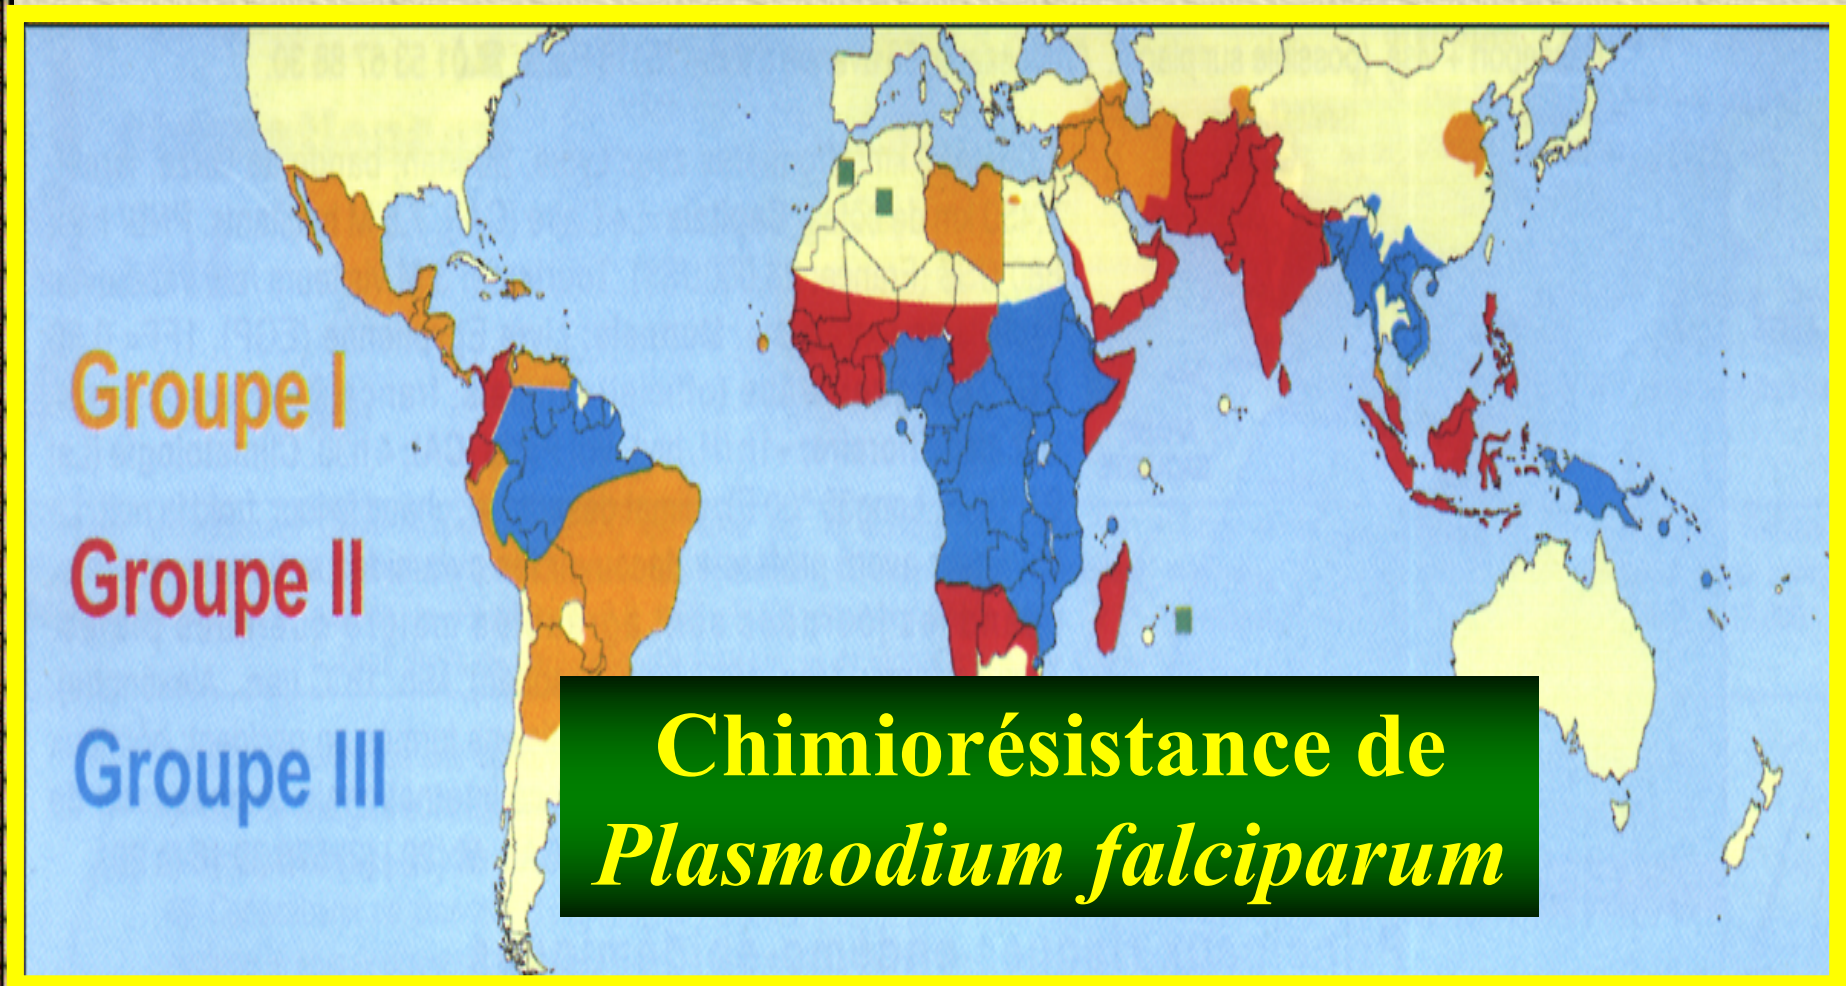 Groupe I
Groupe II
Groupe III
Chimiorésistance de
Plasmodium falciparum